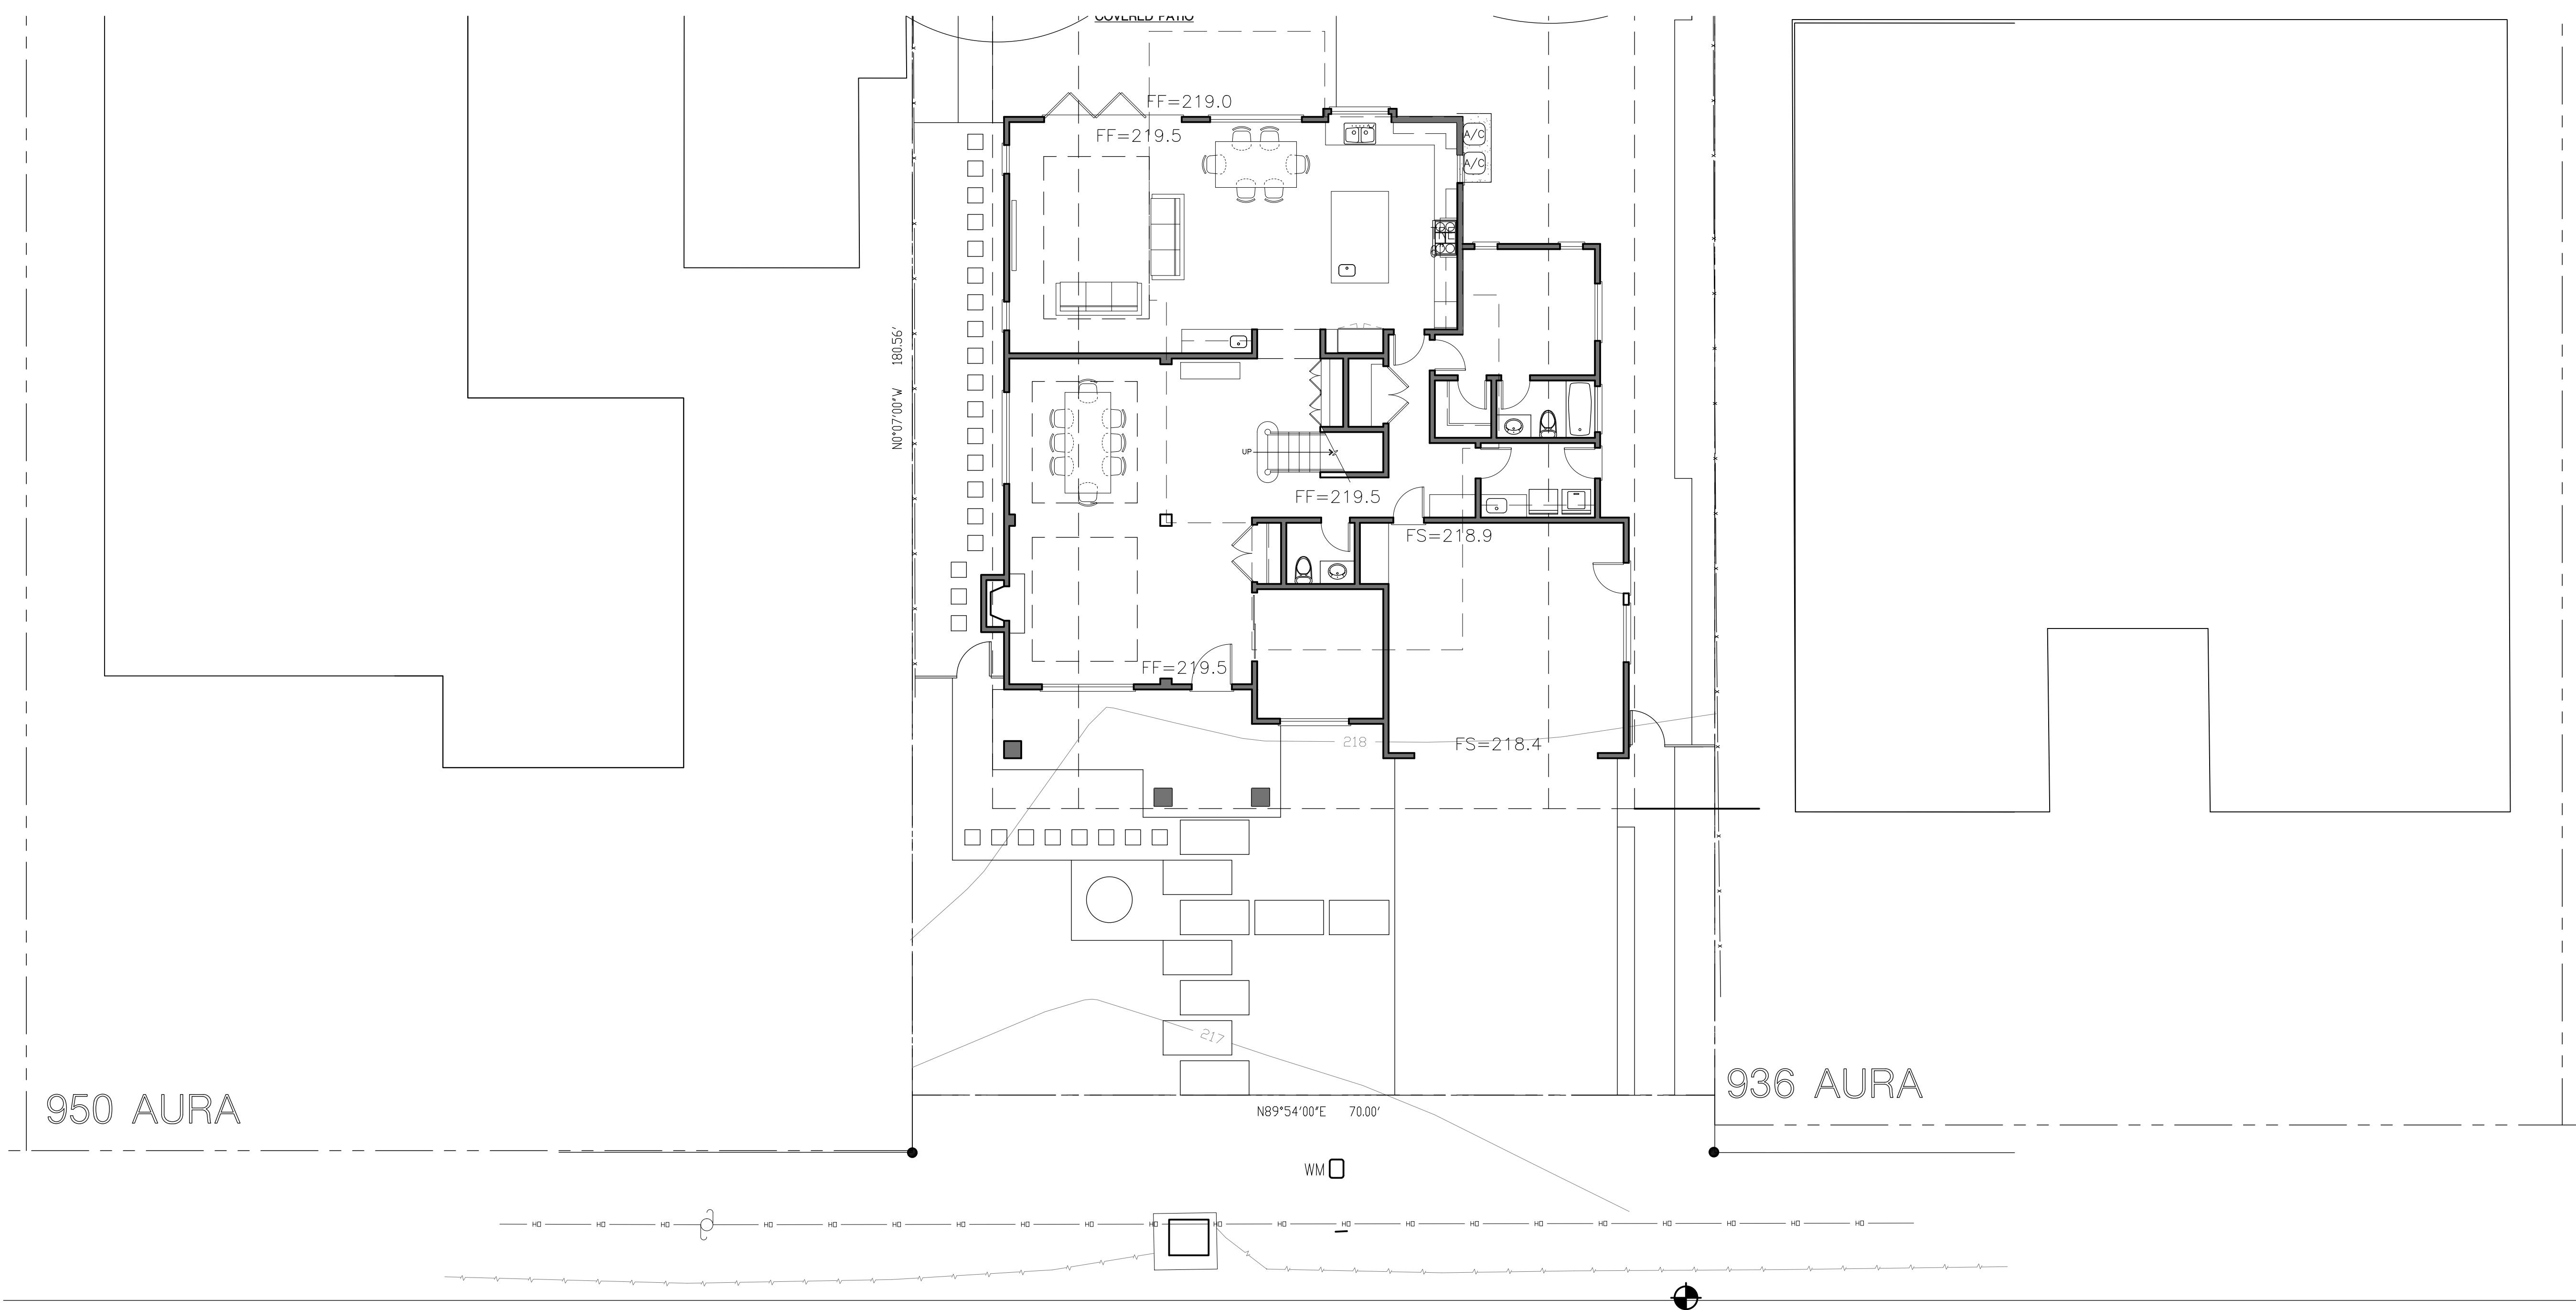 COVERED PATIO
FF=219.0
FF=219.5
A/C
A/C
N0°07'00"W 180.56'
UP
FF=219.5
FS=218.9
FF=219.5
218
FS=218.4
217
950 AURA
936 AURA
N89°54'00"E 70.00'
WM